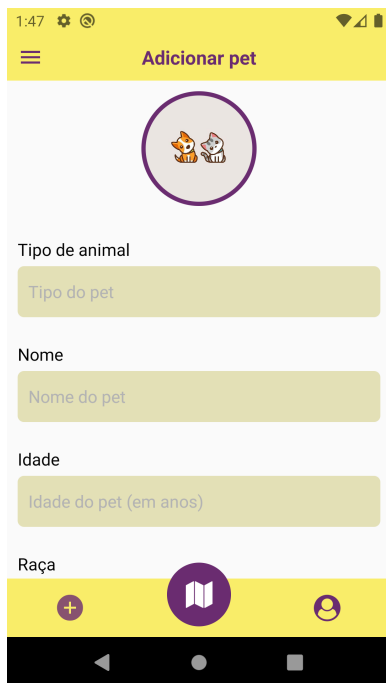 1:47
Adicionar pet
Tipo de animal
Tipo do pet
Nome
Nome do pet
Idade
Idade do pet (em anos)
Raça